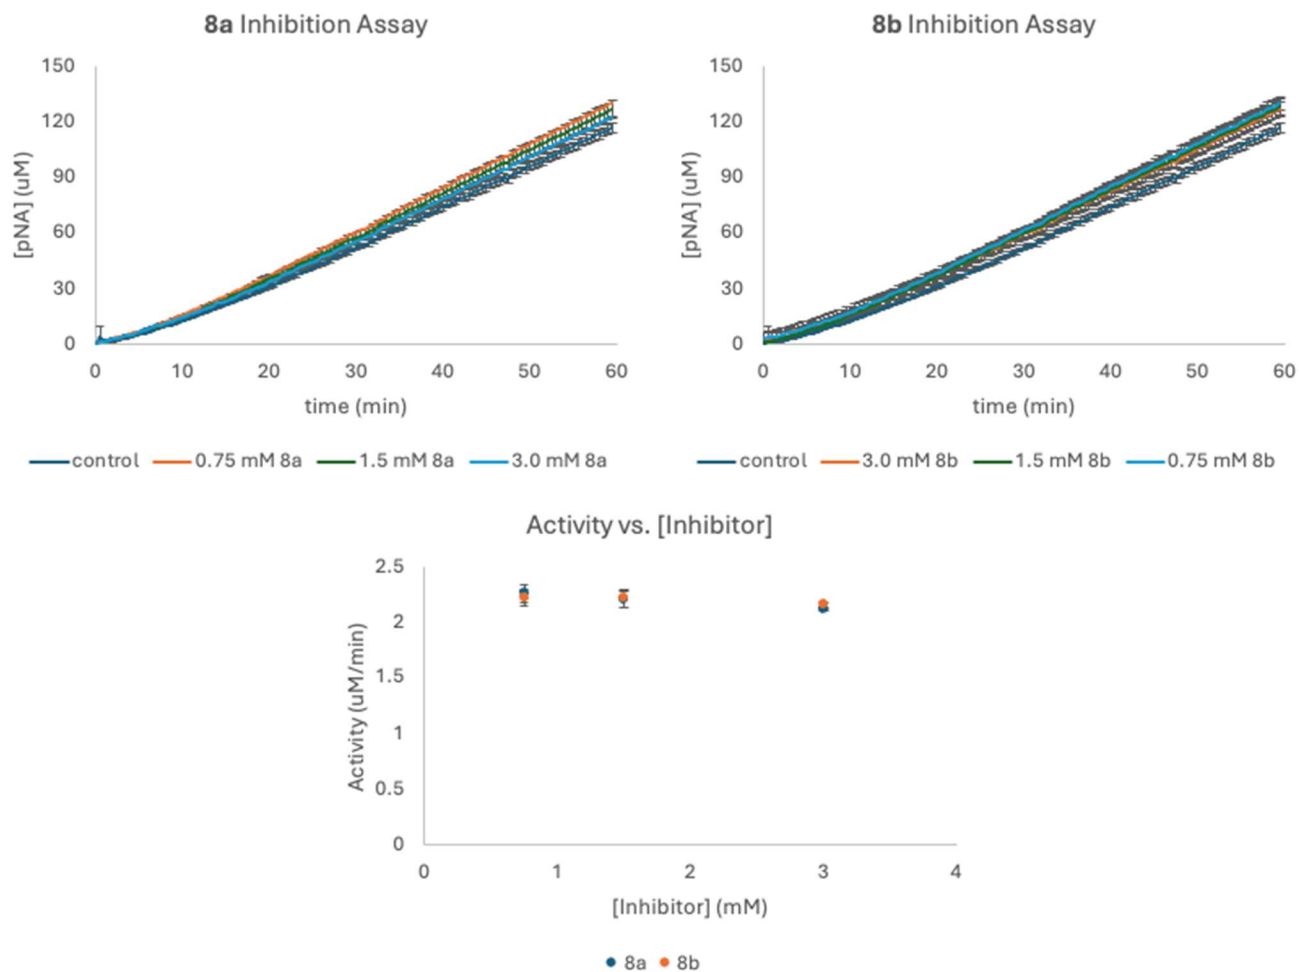 8a Inhibition Assay
150
120
90
60
30
0
[pNA] (uM)
0 10 20 30 40 50 60
time (min)
control 0.75 mM 8a 1.5 mM 8a 3.0 mM 8a
8b Inhibition Assay
150
120
90
60
30
0
[pNA] (uM)
0 10 20 30 40 50 60
time (min)
control 3.0 mM 8b 1.5 mM 8b 0.75 mM 8b
Activity vs. [Inhibitor]
2.5
2
1.5
1
0.5
0
Activity (uM/min)
0 1 2 3 4
[Inhibitor] (mM)
8a 8b